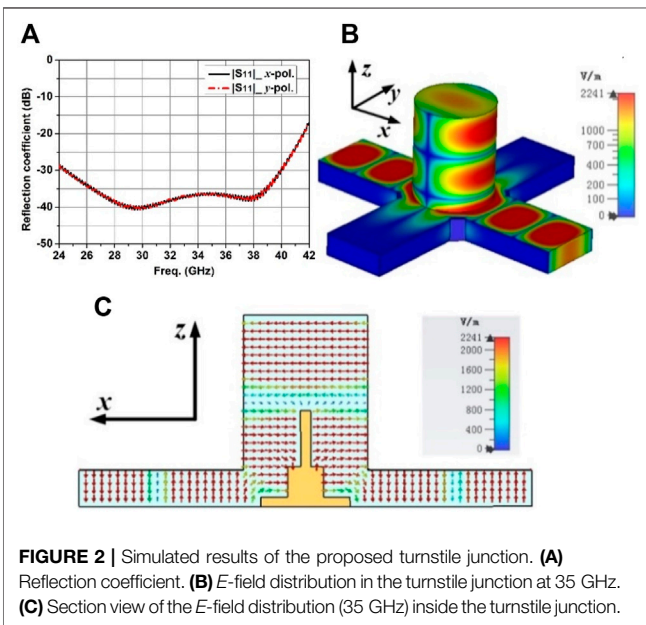 A
Reflection coefficient (dB)
0
-10
-20
-30
-40
-50
|S11|_ x-pol.
|S11|_ y-pol.
24 26 28 30 32 34 36 38 40 42
Freq. (GHz)
B
z
y
x
V/m
2241
1000
700
400
200
100
0
C
z
x
V/m
2241
2000
1600
1200
800
400
0
FIGURE 2 | Simulated results of the proposed turnstile junction. (A)
Reflection coefficient. (B) E-field distribution in the turnstile junction at 35 GHz.
(C) Section view of the E-field distribution (35 GHz) inside the turnstile junction.